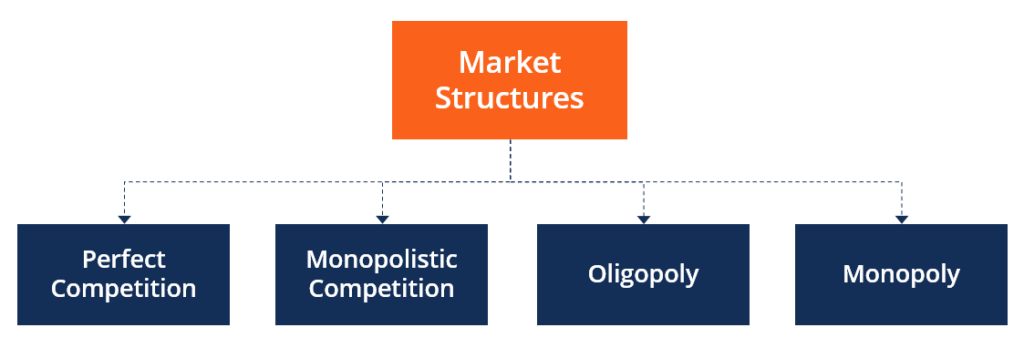 Market
Structures
Perfect
Competition
Monopolistic
Competition
Oligopoly
Monopoly